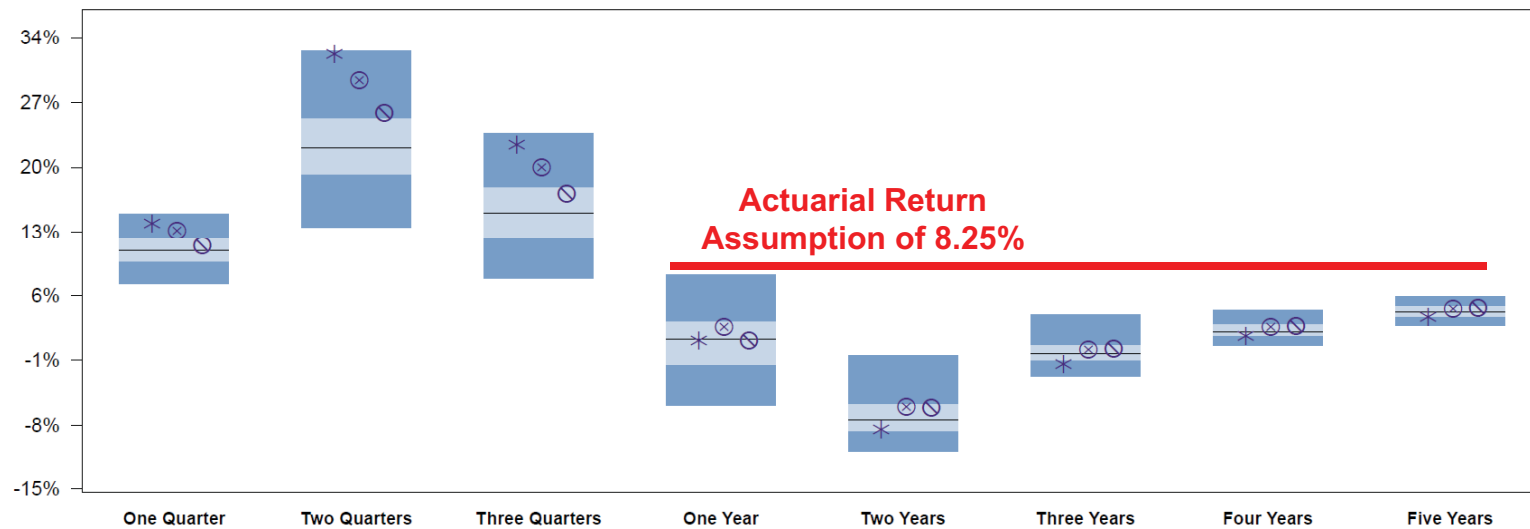 34%
27%
20%
13%
6%
-1%
-8%
-15%
Actuarial Return
Assumption of 8.25%
One Quarter Two Quarters Three Quarters One Year Two Years Three Years Four Years Five Years